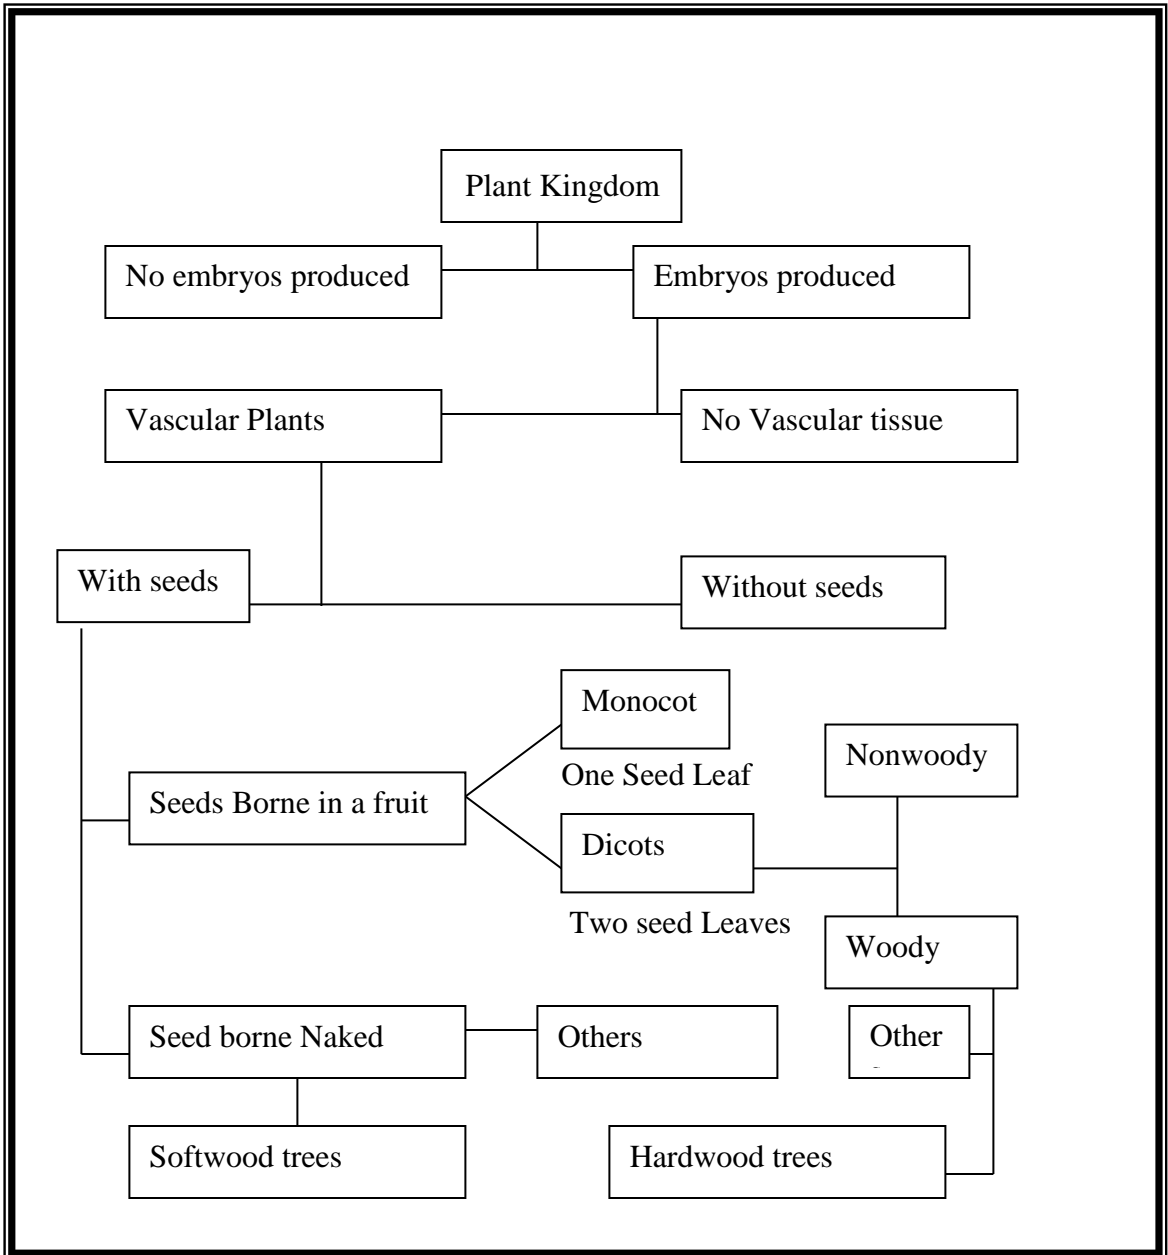 Plant Kingdom
No embryos produced
Embryos produced
Vascular Plants
No Vascular tissue
With seeds
Without seeds
Monocot
Nonwoody
One Seed Leaf
Seeds Borne in a fruit
Dicots
Two seed Leaves
Woody
Seed borne Naked
Others
Other
Softwood trees
Hardwood trees